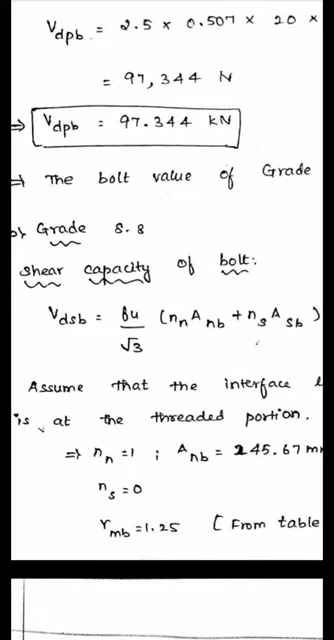 Vdpb = 2.5 x 0.507 x 20 x
= 97,344 N
⇒ Vdpb = 97.344 kN
⇒ The bolt value of Grade
b) Grade 8.8
Shear capacity of bolt:
Vdsb = fu/√3 (nn Anb + ns Asb)
Assume that the interface
is at the threaded portion.
⇒ nn = 1 ; Anb = 245.67 m
ns = 0
γmb = 1.25 [From table